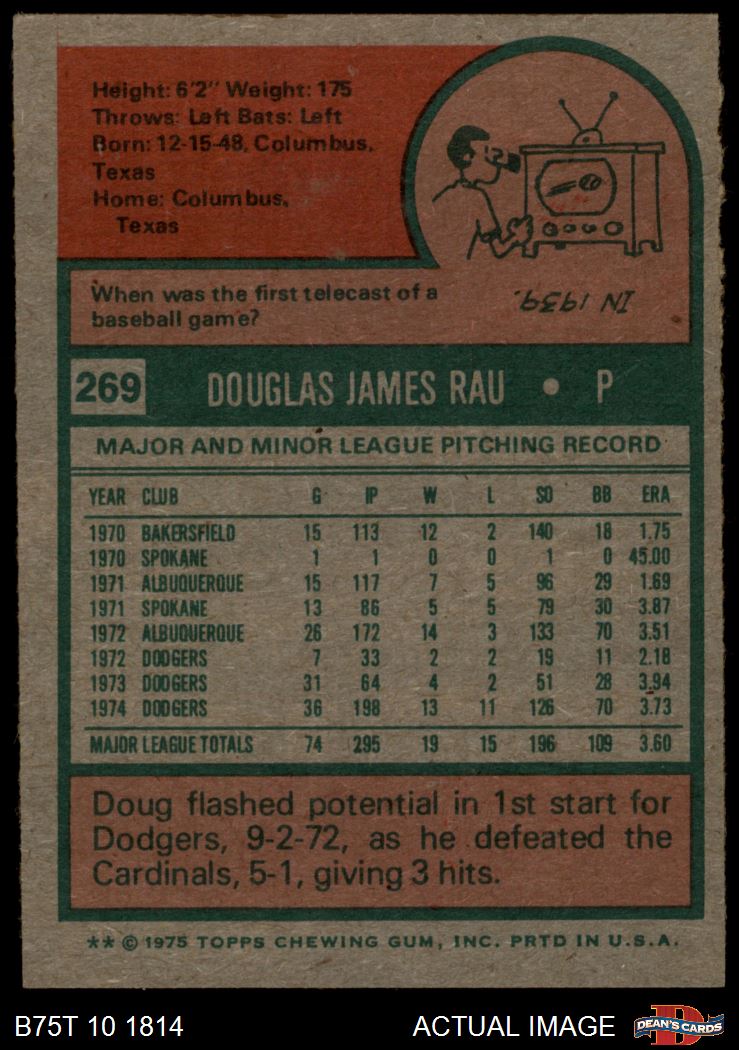 Height: 6'2" Weight: 175
Throws: Left Bats: Left
Born: 12-15-48, Columbus,
Texas
Home: Columbus,
Texas
When was the first telecast of a
baseball game?
IN 1939.
269 DOUGLAS JAMES RAU • P
MAJOR AND MINOR LEAGUE PITCHING RECORD
YEAR CLUB G IP W L SO BB ERA
1970 BAKERSFIELD 15 113 12 2 140 18 1.75
1970 SPOKANE 1 1 0 0 1 0 45.00
1971 ALBUQUERQUE 15 117 7 5 96 29 1.69
1971 SPOKANE 13 86 5 5 79 30 3.87
1972 ALBUQUERQUE 26 172 14 3 133 70 3.51
1972 DODGERS 7 33 2 2 19 11 2.18
1973 DODGERS 31 64 4 2 51 28 3.94
1974 DODGERS 36 198 13 11 126 70 3.73
MAJOR LEAGUE TOTALS 74 295 19 15 196 109 3.60
Doug flashed potential in 1st start for
Dodgers, 9-2-72, as he defeated the
Cardinals, 5-1, giving 3 hits.
** © 1975 TOPPS CHEWING GUM, INC. PRTD IN U.S.A.
B75T 10 1814 ACTUAL IMAGE D DEAN'S CARDS